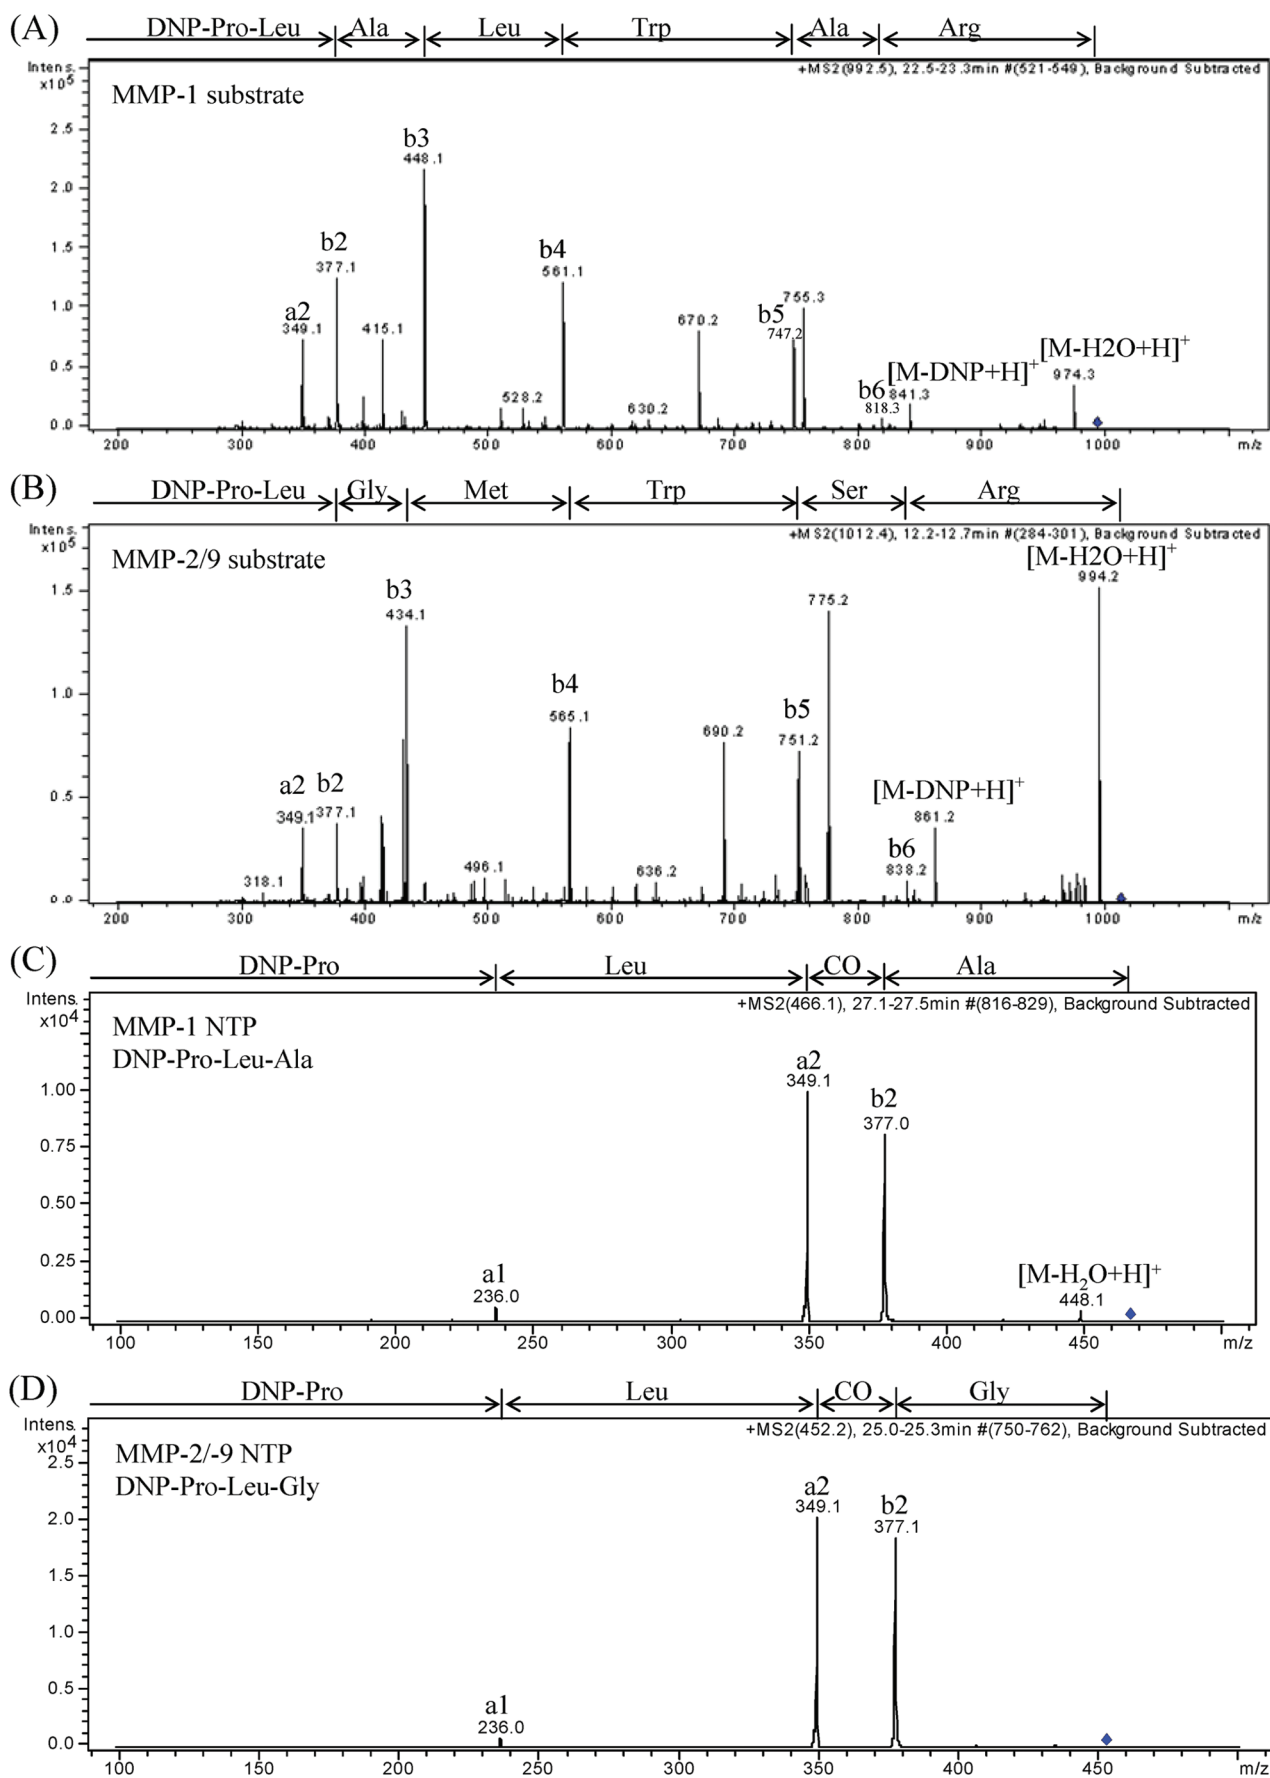 (A)
DNP-Pro-Leu Ala Leu Trp Ala Arg
Intens.
x10^5
+MS2(992.5), 22.5-23.3min #(521-549), Background Subtracted
MMP-1 substrate
2.5
2.0
1.5
1.0
0.5
0.0
a2
349.1
b2
377.1
415.1
b3
448.1
528.2
b4
561.1
630.2
670.2
b5
747.2
755.3
b6
818.3
[M-DNP+H]+
841.3
[M-H2O+H]+
974.3
200 300 400 500 600 700 800 900 1000 m/z
(B)
DNP-Pro-Leu Gly Met Trp Ser Arg
Intens.
x10^5
+MS2(1012.4), 12.2-12.7min #(284-301), Background Subtracted
MMP-2/9 substrate
1.5
1.0
0.5
0.0
318.1
a2
349.1
b2
377.1
b3
434.1
496.1
b4
565.1
636.2
690.2
b5
751.2
775.2
b6
838.2
[M-DNP+H]+
861.2
[M-H2O+H]+
994.2
200 300 400 500 600 700 800 900 1000 m/z
(C)
DNP-Pro Leu CO Ala
Intens.
x10^4
+MS2(466.1), 27.1-27.5min #(816-829), Background Subtracted
MMP-1 NTP
DNP-Pro-Leu-Ala
1.00
0.75
0.50
0.25
0.00
a1
236.0
a2
349.1
b2
377.0
[M-H2O+H]+
448.1
100 150 200 250 300 350 400 450 m/z
(D)
DNP-Pro Leu CO Gly
Intens.
x10^4
+MS2(452.2), 25.0-25.3min #(750-762), Background Subtracted
MMP-2/-9 NTP
DNP-Pro-Leu-Gly
2.5
2.0
1.5
1.0
0.5
0.0
a1
236.0
a2
349.1
b2
377.1
100 150 200 250 300 350 400 450 m/z